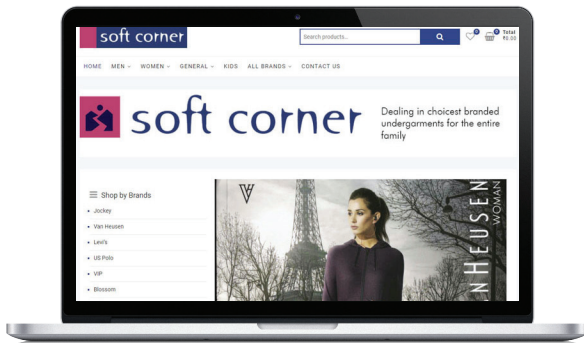 soft corner
Search products..
0
0
Total
₹0.00
HOME MEN WOMEN GENERAL KIDS ALL BRANDS CONTACT US
soft corner
Dealing in choicest branded
undergarments for the entire
family
Shop by Brands
Jockey
Van Heusen
Levi's
US Polo
VIP
Blossom
N HEUSEN
WOMAN